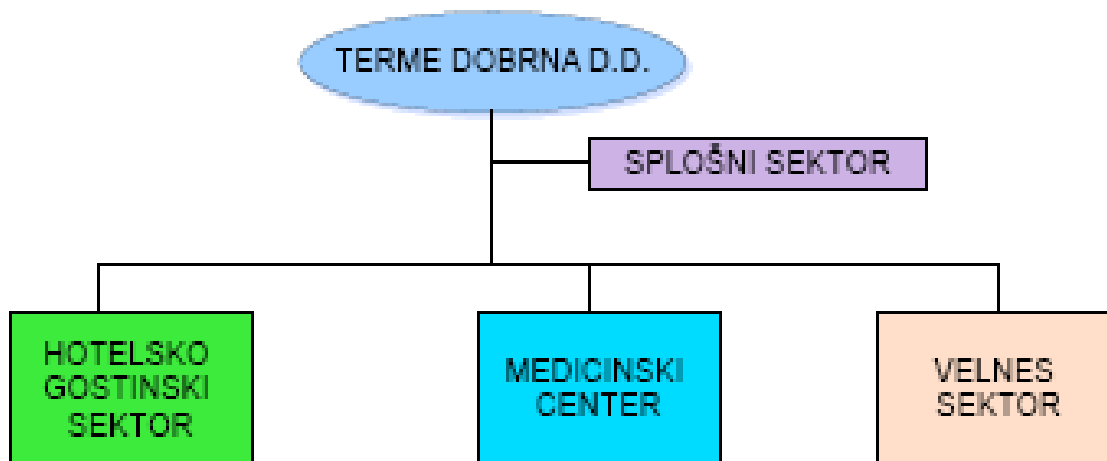 TERME DOBRNA D.D.
SPLOŠNI SEKTOR
HOTELSKO
GOSTINSKI
SEKTOR
MEDICINSKI
CENTER
VELNES
SEKTOR